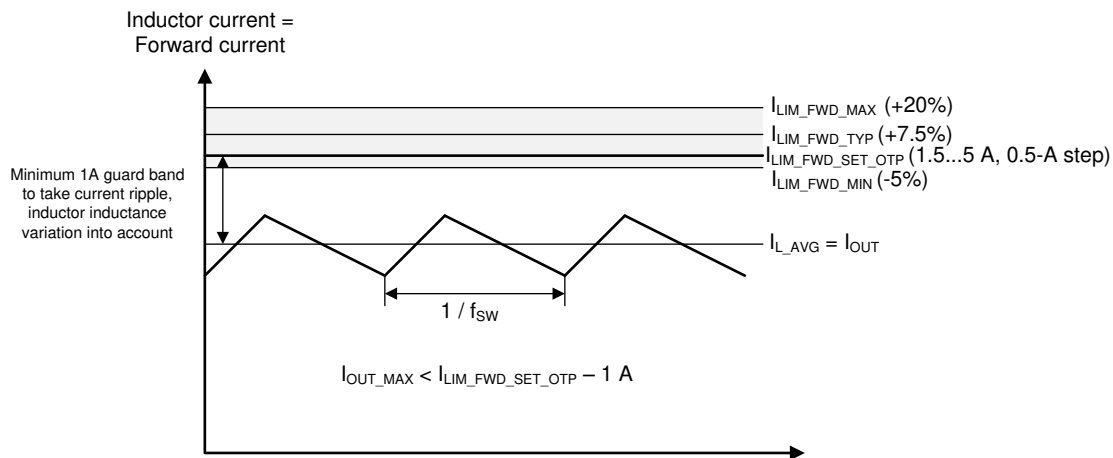 Inductor current =
Forward current
I_LIM_FWD_MAX (+20%)
I_LIM_FWD_TYP (+7.5%)
I_LIM_FWD_SET_OTP (1.5...5 A, 0.5-A step)
I_LIM_FWD_MIN (-5%)
Minimum 1A guard band
to take current ripple,
inductor inductance
variation into account
I_L_AVG = I_OUT
1 / f_SW
I_OUT_MAX < I_LIM_FWD_SET_OTP – 1 A